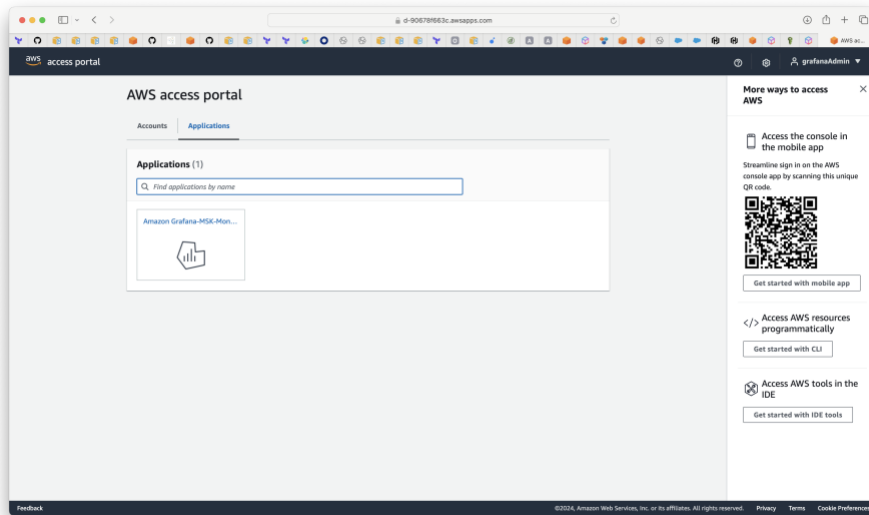 d-90678f663c.awsapps.com
AWS ac...
aws access portal
grafanaAdmin
AWS access portal
Accounts
Applications
Applications (1)
Find applications by name
Amazon Grafana-MSK-Mon...
More ways to access
AWS
Access the console in
the mobile app
Streamline sign in on the AWS
console app by scanning this unique
QR code.
Get started with mobile app
Access AWS resources
programmatically
Get started with CLI
Access AWS tools in the
IDE
Get started with IDE tools
Feedback
©2024, Amazon Web Services, Inc. or its affiliates. All rights reserved.
Privacy
Terms
Cookie Preferences